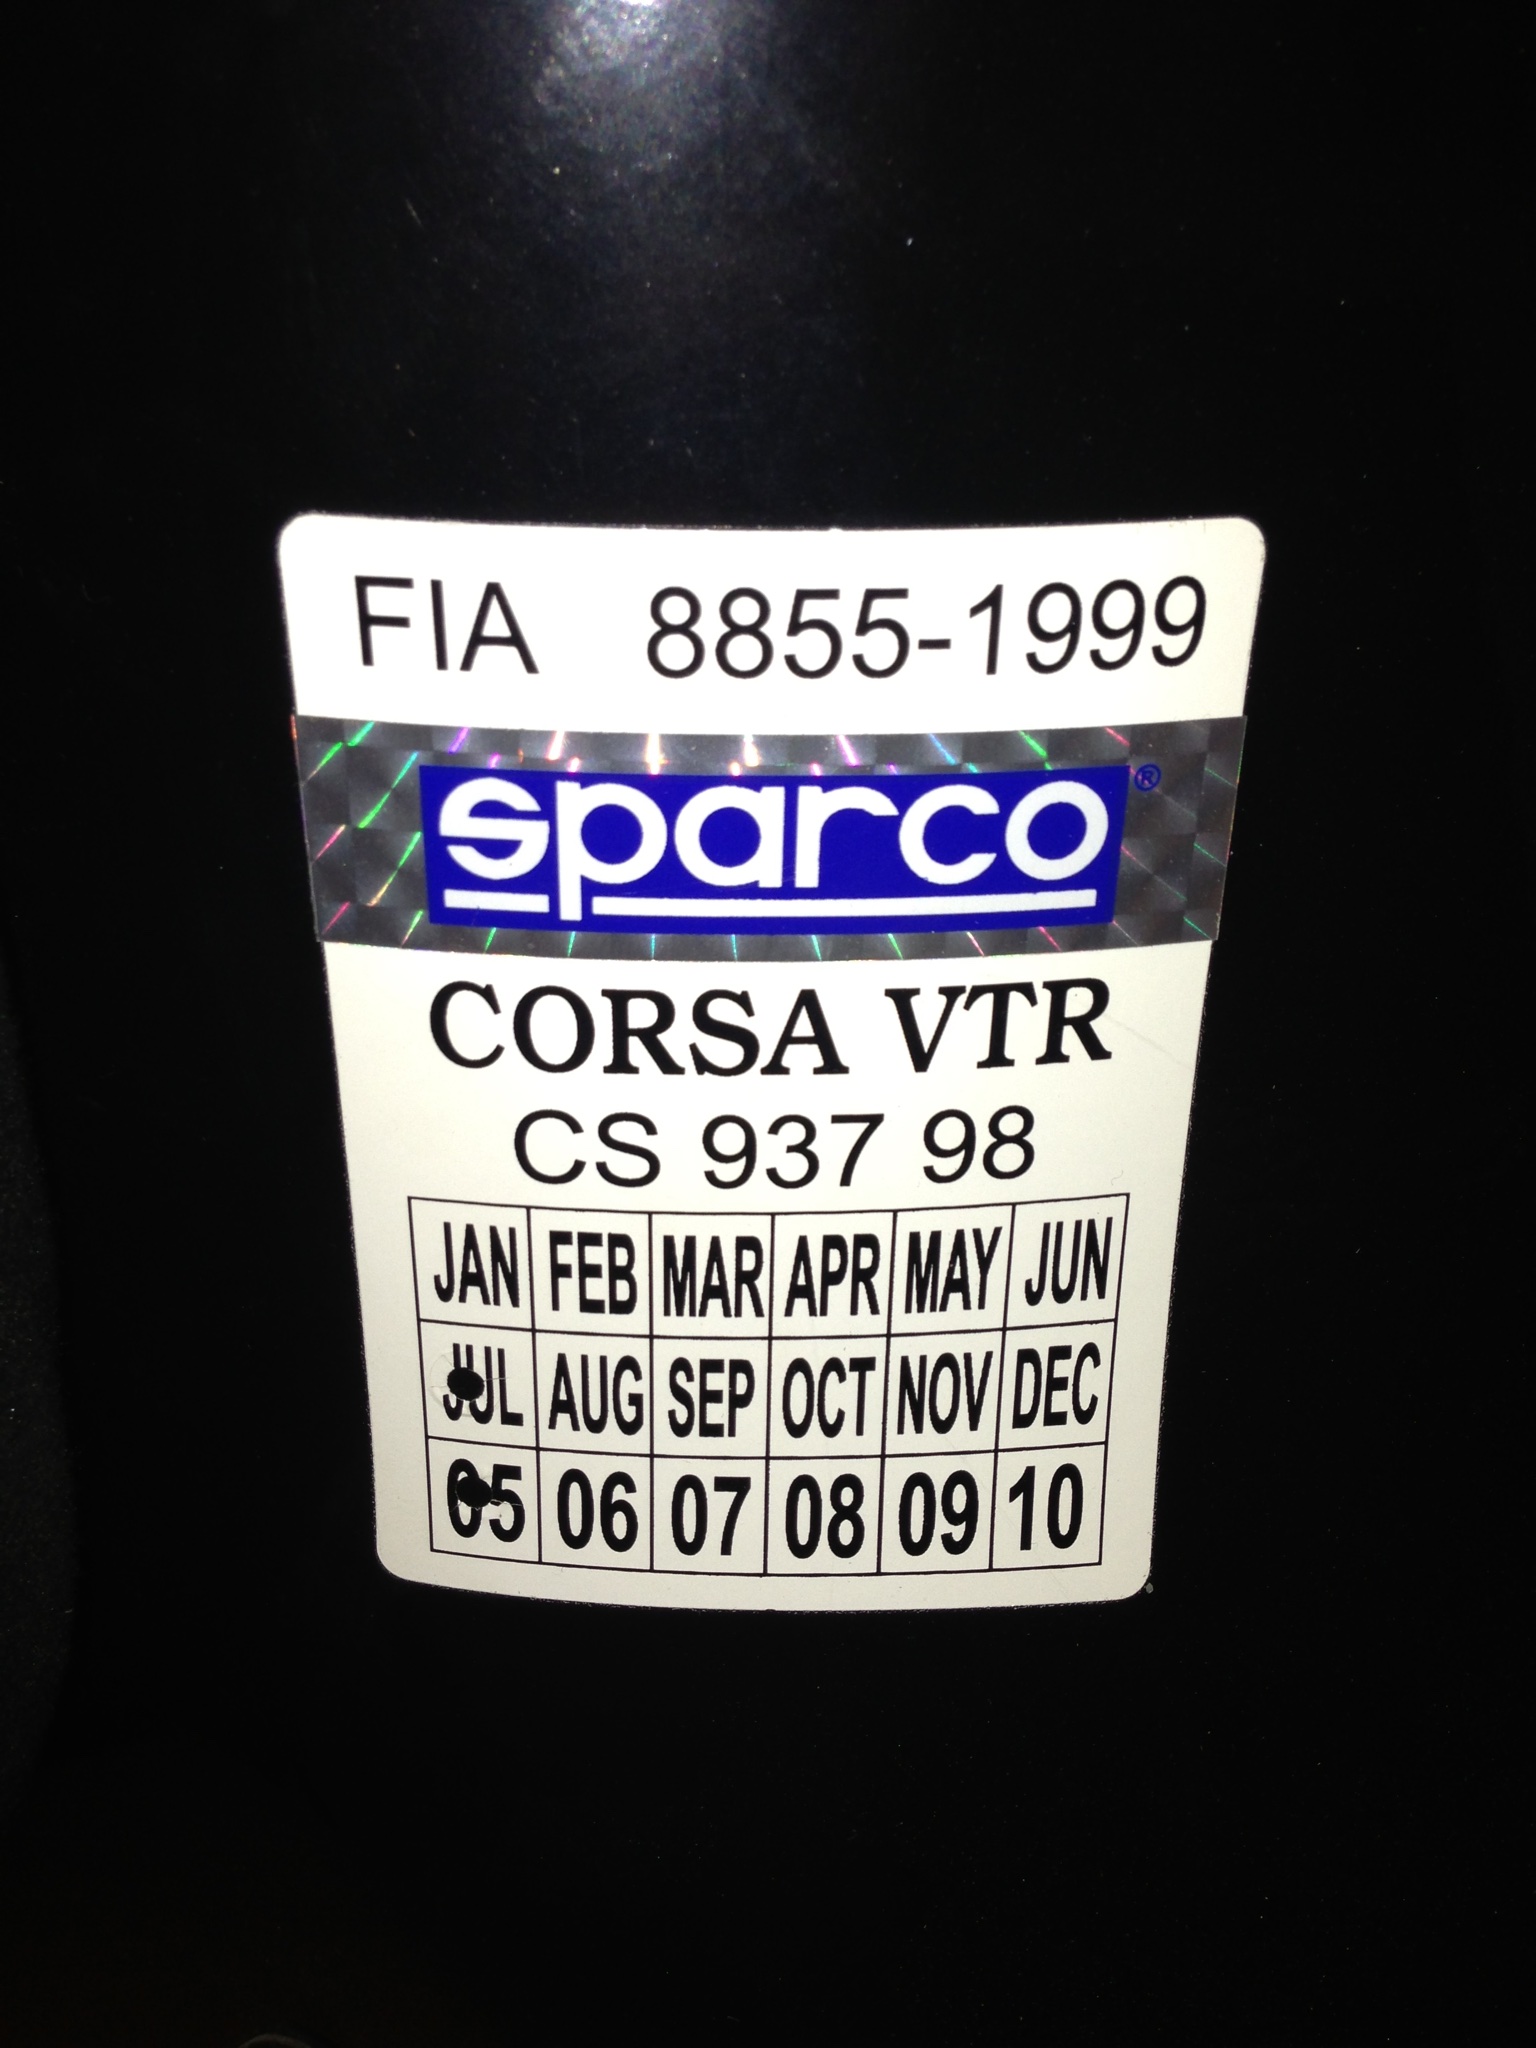 FIA 8855-1999
sparco ®
CORSA VTR
CS 937 98
JAN FEB MAR APR MAY JUN
JUL AUG SEP OCT NOV DEC
05 06 07 08 09 10